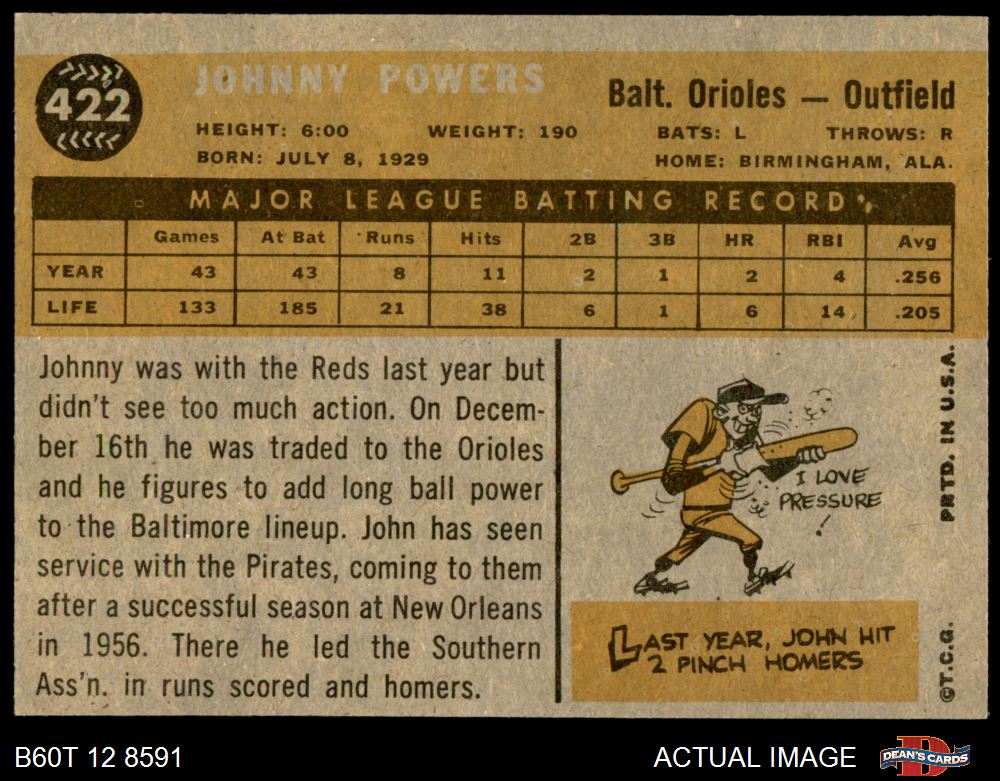 422
JOHNNY POWERS
Balt. Orioles — Outfield
HEIGHT: 6:00 WEIGHT: 190 BATS: L THROWS: R
BORN: JULY 8, 1929 HOME: BIRMINGHAM, ALA.
MAJOR LEAGUE BATTING RECORD
Games At Bat Runs Hits 2B 3B HR RBI Avg
YEAR 43 43 8 11 2 1 2 4 .256
LIFE 133 185 21 38 6 1 6 14 .205
Johnny was with the Reds last year but
didn't see too much action. On Decem-
ber 16th he was traded to the Orioles
and he figures to add long ball power
to the Baltimore lineup. John has seen
service with the Pirates, coming to them
after a successful season at New Orleans
in 1956. There he led the Southern
Ass'n. in runs scored and homers.
I LOVE
PRESSURE
!
LAST YEAR, JOHN HIT
2 PINCH HOMERS
PRTD. IN U.S.A.
©T.C.G.
B60T 12 8591
ACTUAL IMAGE
DEAN'S CARDS